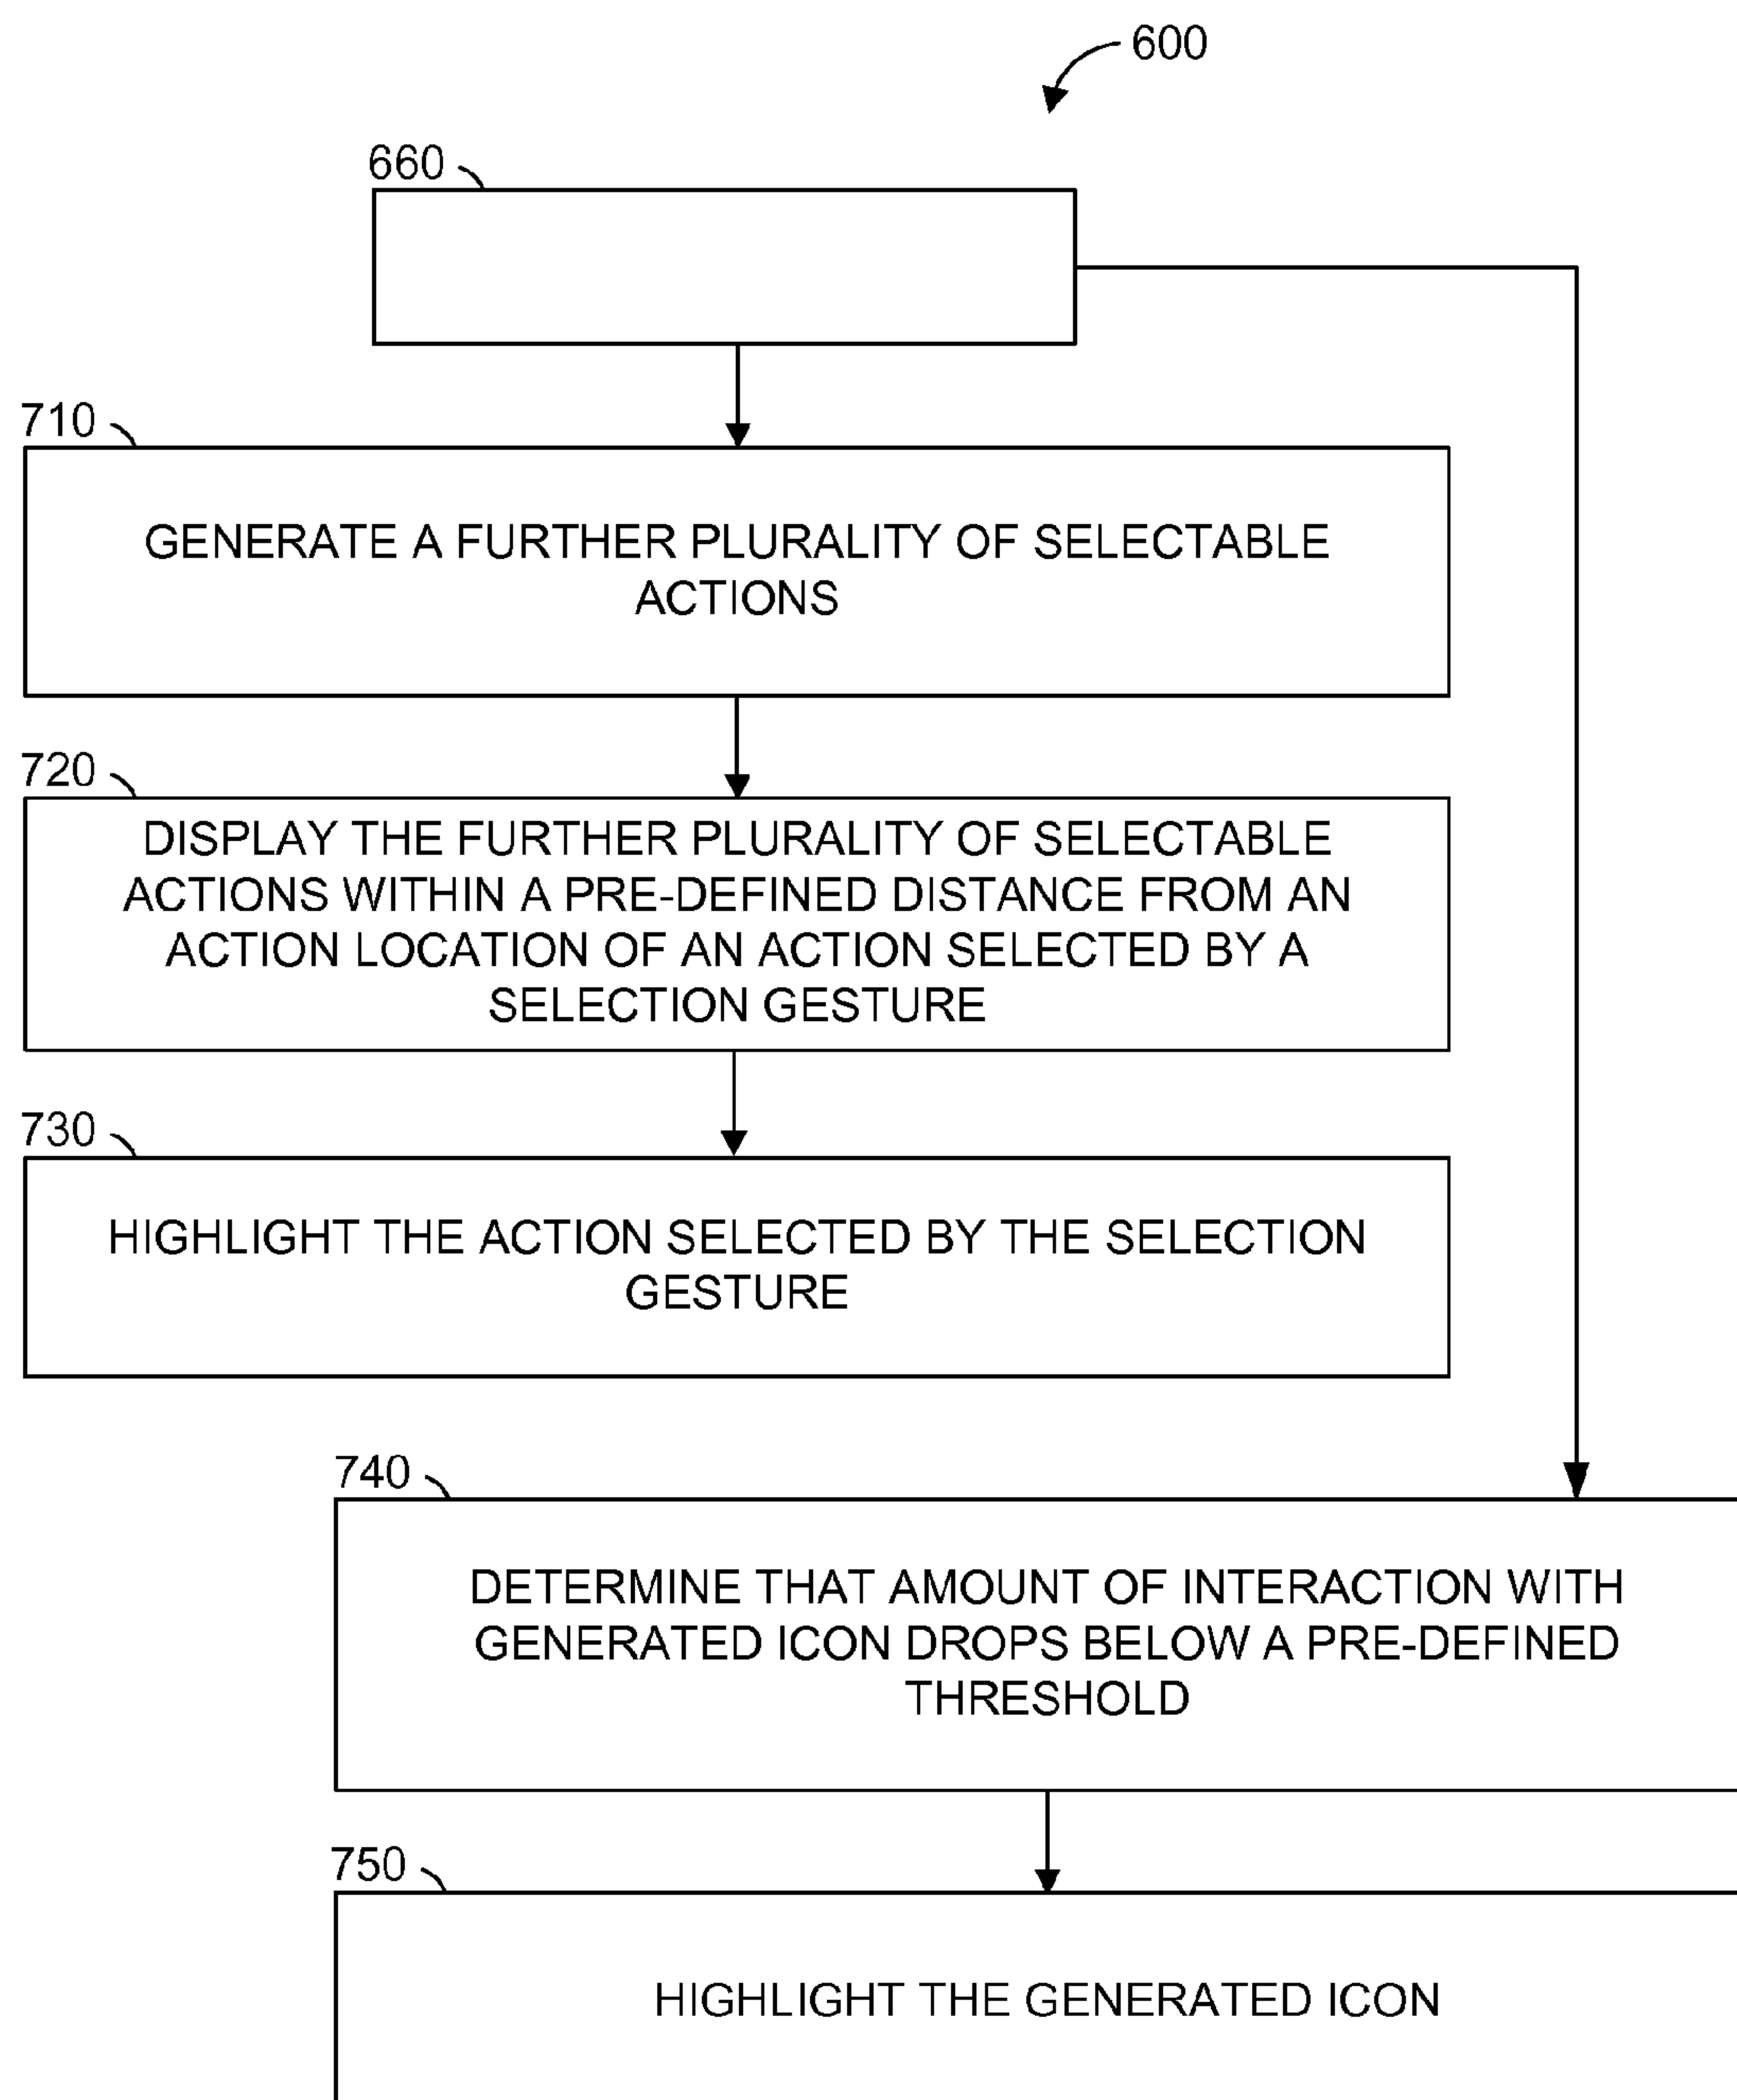 600
660
710
GENERATE A FURTHER PLURALITY OF SELECTABLE
ACTIONS
720
DISPLAY THE FURTHER PLURALITY OF SELECTABLE
ACTIONS WITHIN A PRE-DEFINED DISTANCE FROM AN
ACTION LOCATION OF AN ACTION SELECTED BY A
SELECTION GESTURE
730
HIGHLIGHT THE ACTION SELECTED BY THE SELECTION
GESTURE
740
DETERMINE THAT AMOUNT OF INTERACTION WITH
GENERATED ICON DROPS BELOW A PRE-DEFINED
THRESHOLD
750
HIGHLIGHT THE GENERATED ICON